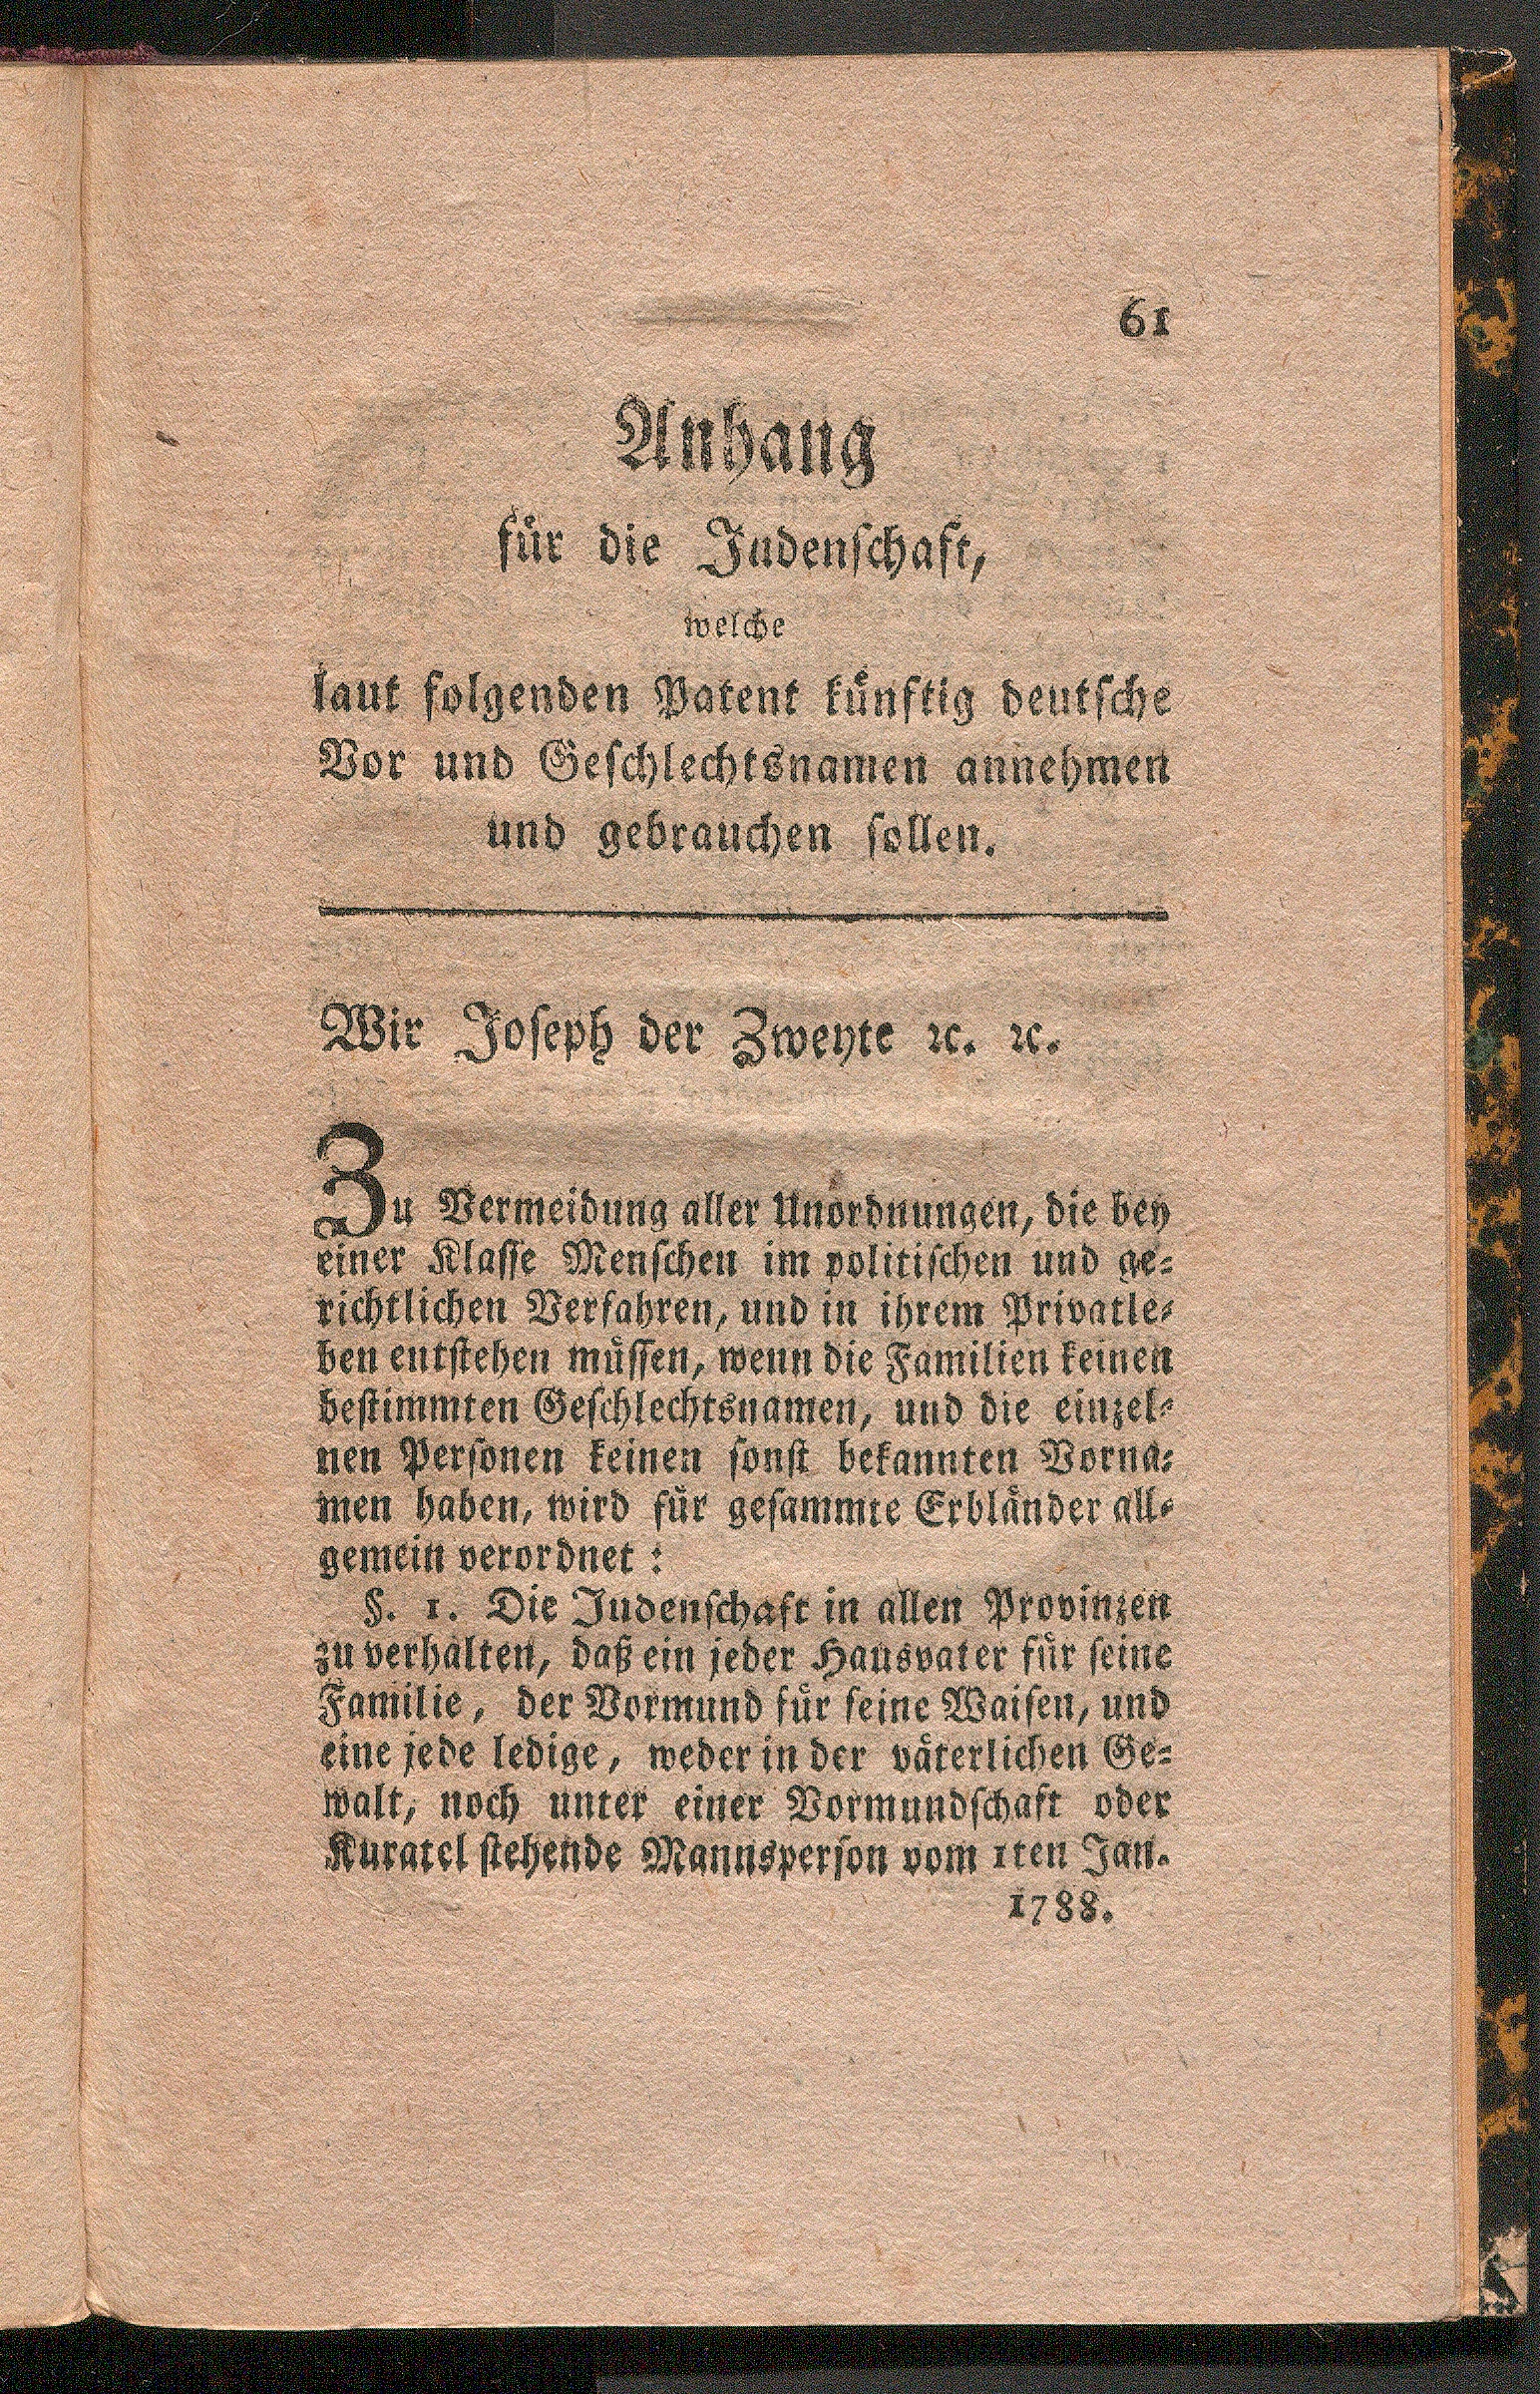 61
Anhang
für die Judenschaft,
welche
laut folgenden Patent künftig deutsche
Vor und Geschlechtsnamen annehmen
und gebrauchen sollen.
Wir Joseph der Zweyte ꝛc. ꝛc.
Zu Vermeidung aller Unordnungen, die bey
einer Klasse Menschen im politischen und ge-
richtlichen Verfahren, und in ihrem Privatle-
ben entstehen müssen, wenn die Familien keinen
bestimmten Geschlechtsnamen, und die einzel-
nen Personen keinen sonst bekannten Vorna-
men haben, wird für gesammte Erbländer all-
gemein verordnet :
§. 1. Die Judenschaft in allen Provinzen
zu verhalten, daß ein jeder Hausvater für seine
Familie, der Vormund für seine Waisen, und
eine jede ledige, weder in der väterlichen Ge-
walt, noch unter einer Vormundschaft oder
Kuratel stehende Mannsperson vom 1ten Jan.
1788.